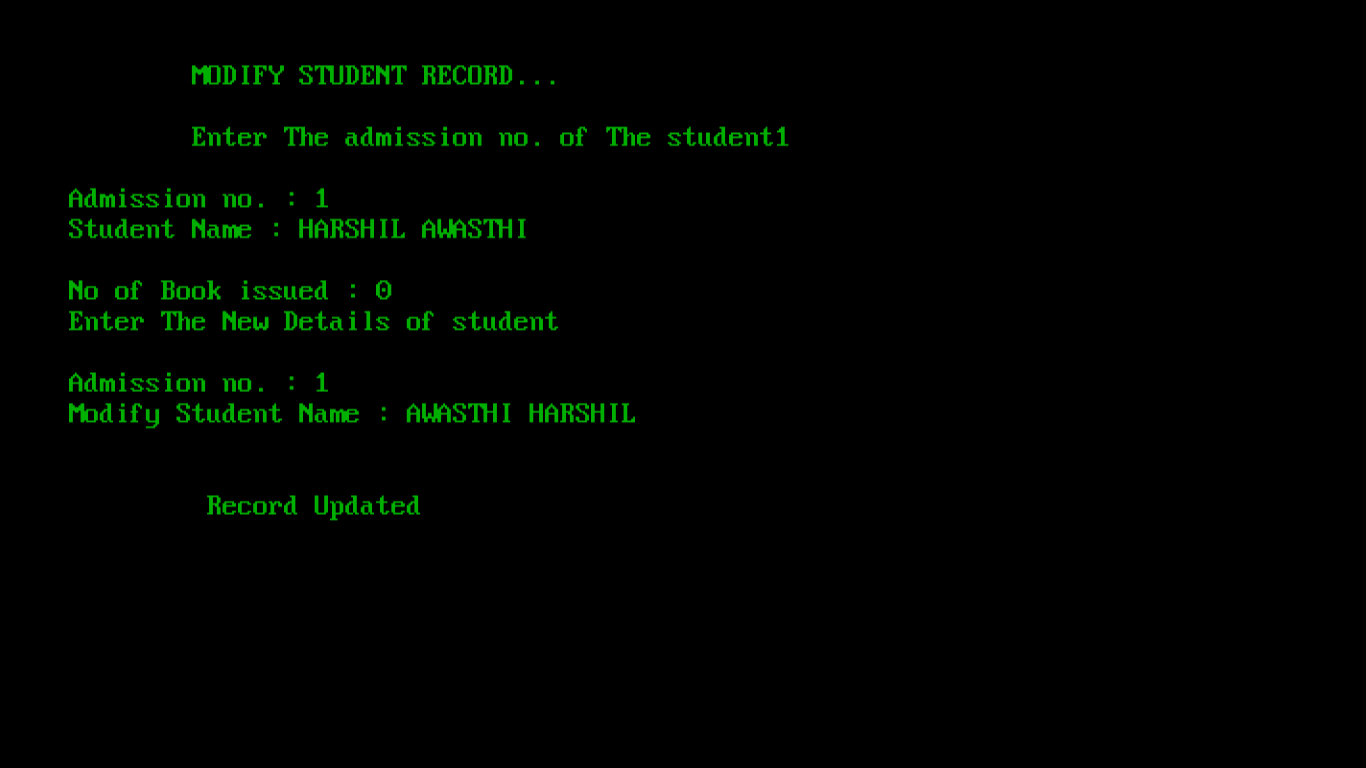 MODIFY STUDENT RECORD...
Enter The admission no. of The student1
Admission no. : 1
Student Name : HARSHIL AWASTHI
No of Book issued : 0
Enter The New Details of student
Admission no. : 1
Modify Student Name : AWASTHI HARSHIL
Record Updated